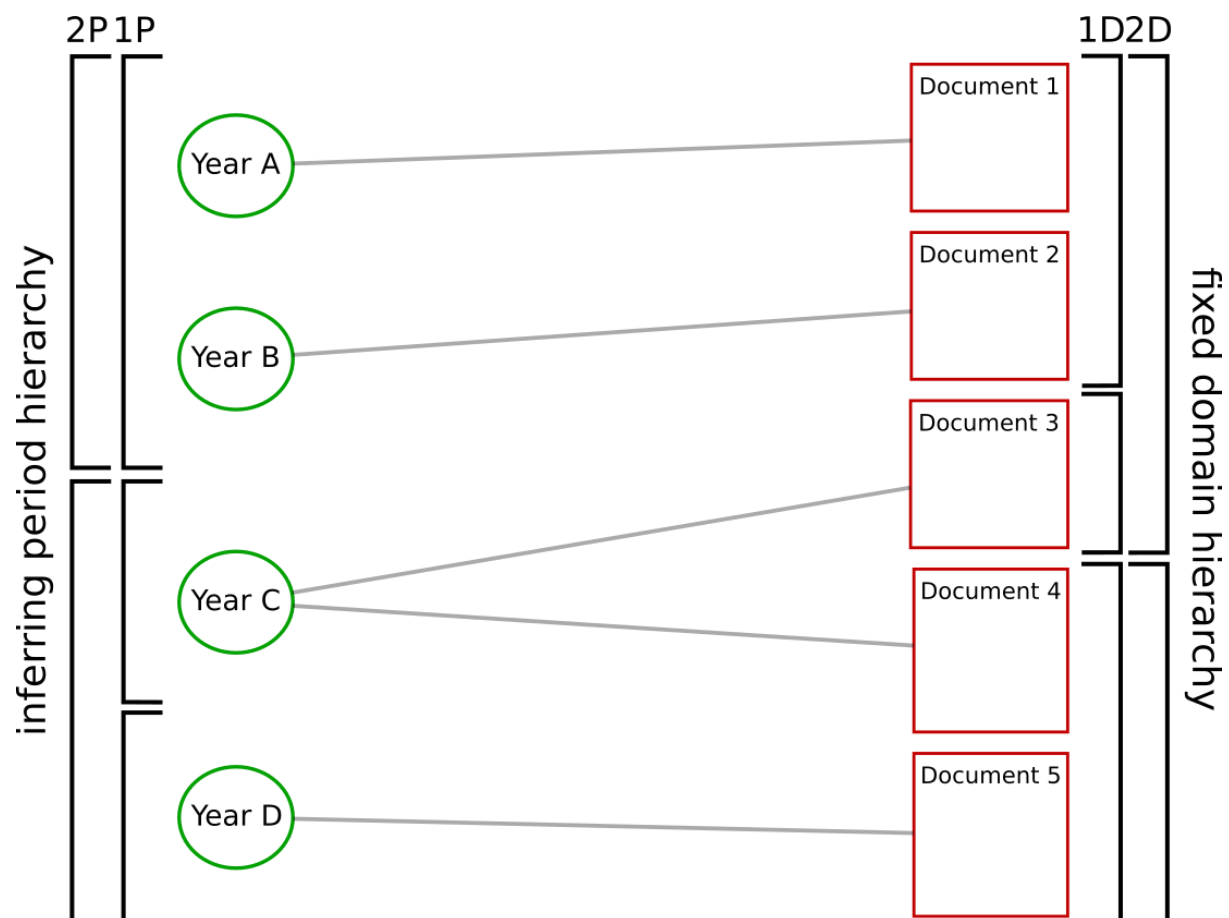 2P 1P
1D 2D
inferring period hierarchy
Year A
Year B
Year C
Year D
Document 1
Document 2
Document 3
Document 4
Document 5
fixed domain hierarchy